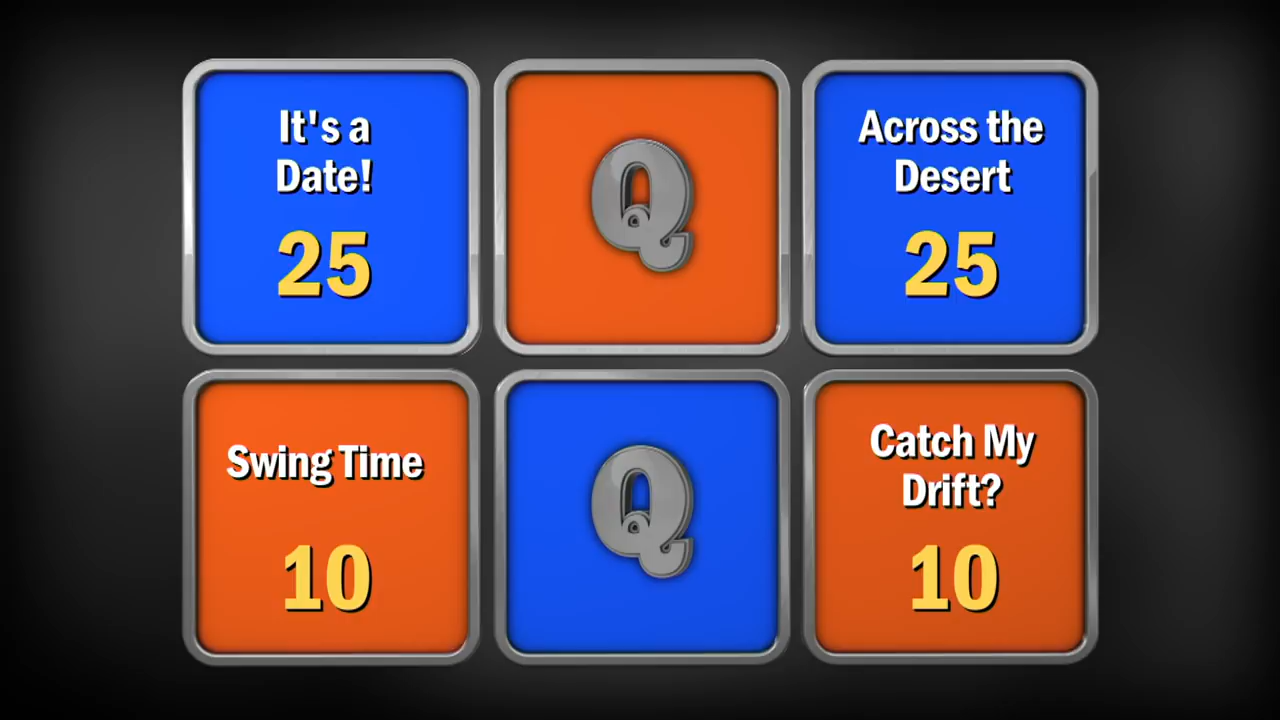 It's a
Date!
25
Q
Across the
Desert
25
Swing Time
10
Q
Catch My
Drift?
10